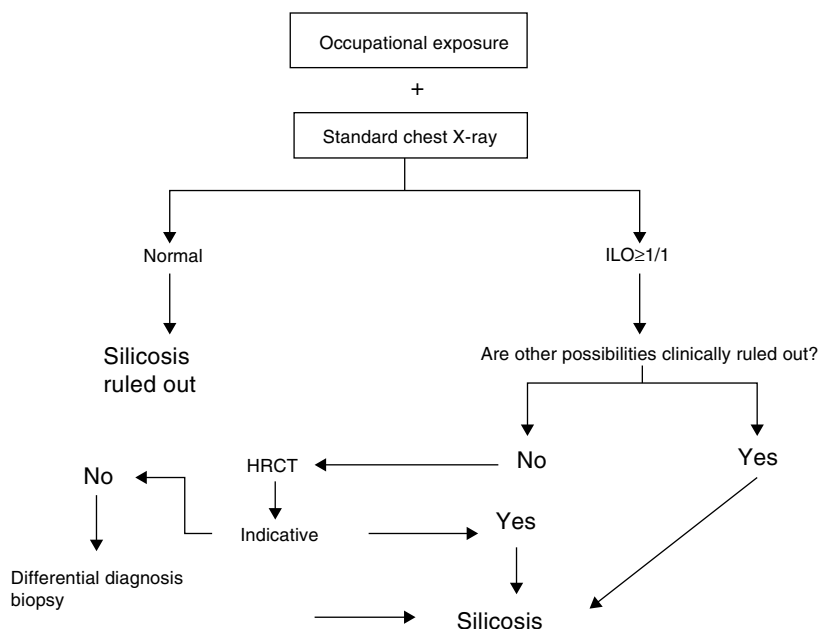 Occupational exposure
+
Standard chest X-ray
Normal
ILO≥1/1
Silicosis
ruled out
Are other possibilities clinically ruled out?
No
HRCT
No
Yes
Indicative
Yes
Differential diagnosis
biopsy
Silicosis